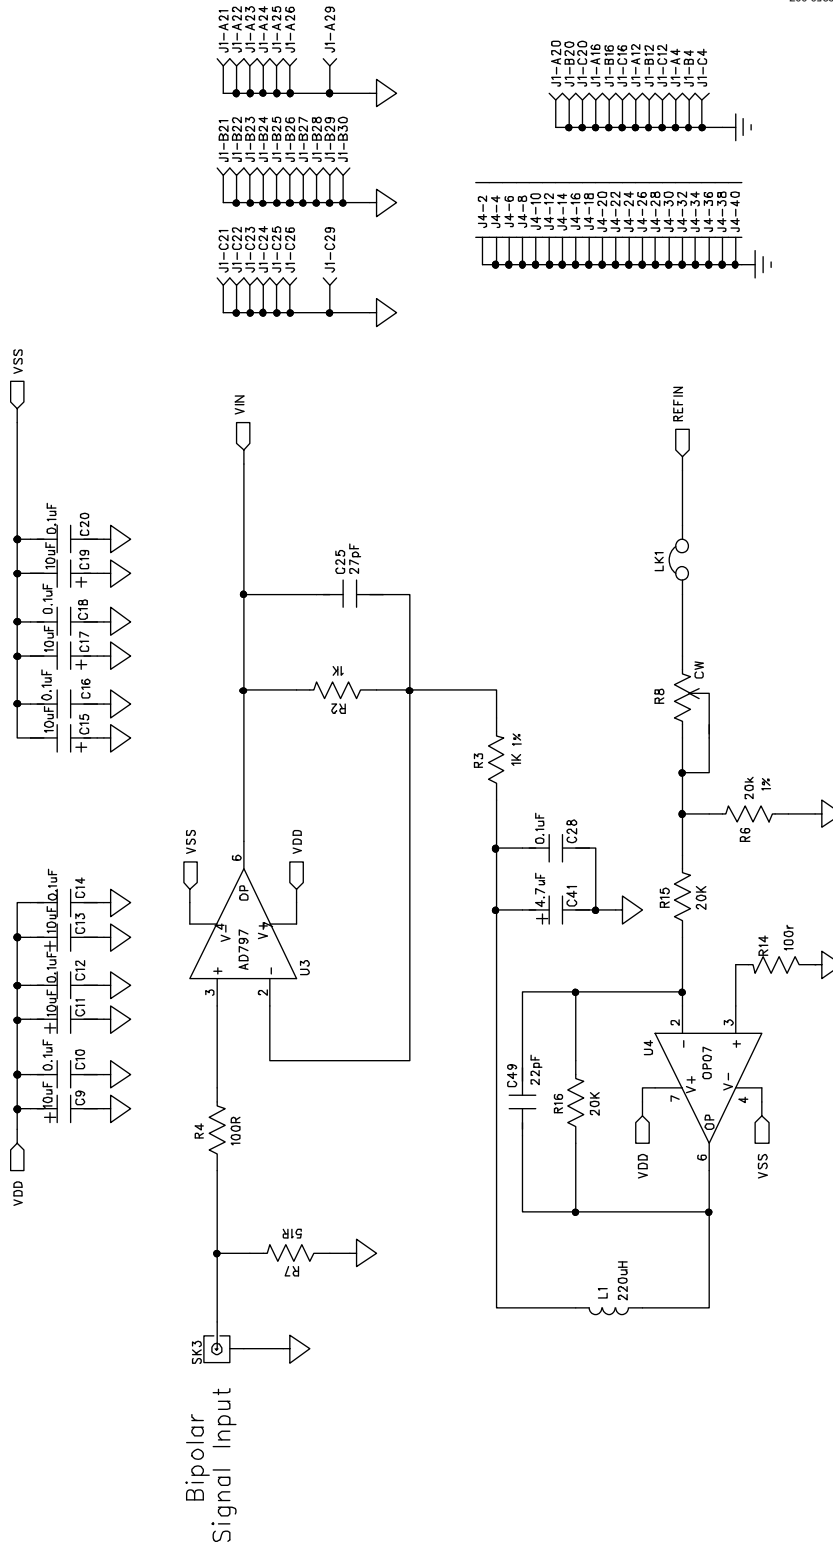 VDD
10uF
+
C9
0.1uF
C10
10uF
+
C11
0.1uF
C12
10uF
+
C13
0.1uF
C14
10uF
+
C15
0.1uF
C16
10uF
+
C17
0.1uF
C18
10uF
+
C19
0.1uF
C20
VSS
Bipolar
Signal Input
SK3
R7
51R
R4
100R
3
2
+
-
AD797
U3
V-
4
V+
7
OP
6
VSS
VDD
R2
1K
C25
27pF
VIN
R3
1K 1%
+
4.7uF
C41
0.1uF
C28
L1
220uH
C49
22pF
R16
20K
U4
OP07
2
-
3
+
7
V+
4
V-
OP
6
VDD
VSS
R14
100r
R15
20K
R6
20k
1%
R8
CW
LK1
REFIN
J1-C21
J1-C22
J1-C23
J1-C24
J1-C25
J1-C26
J1-C29
J1-B21
J1-B22
J1-B23
J1-B24
J1-B25
J1-B26
J1-B27
J1-B28
J1-B29
J1-B30
J1-A21
J1-A22
J1-A23
J1-A24
J1-A25
J1-A26
J1-A29
J4-2
J4-4
J4-6
J4-8
J4-10
J4-12
J4-14
J4-16
J4-18
J4-20
J4-22
J4-24
J4-26
J4-28
J4-30
J4-32
J4-34
J4-36
J4-38
J4-40
J1-A20
J1-B20
J1-C20
J1-A16
J1-B16
J1-C16
J1-A12
J1-B12
J1-C12
J1-A4
J1-B4
J1-C4